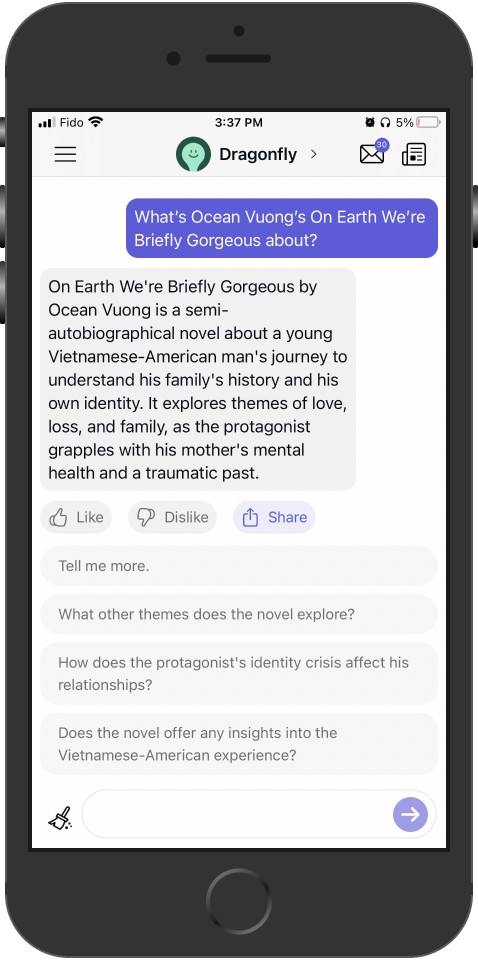 Fido 3:37 PM 5%
Dragonfly
30
What's Ocean Vuong's On Earth We're
Briefly Gorgeous about?
On Earth We're Briefly Gorgeous by
Ocean Vuong is a semi-
autobiographical novel about a young
Vietnamese-American man's journey to
understand his family's history and his
own identity. It explores themes of love,
loss, and family, as the protagonist
grapples with his mother's mental
health and a traumatic past.
Like Dislike Share
Tell me more.
What other themes does the novel explore?
How does the protagonist's identity crisis affect his
relationships?
Does the novel offer any insights into the
Vietnamese-American experience?